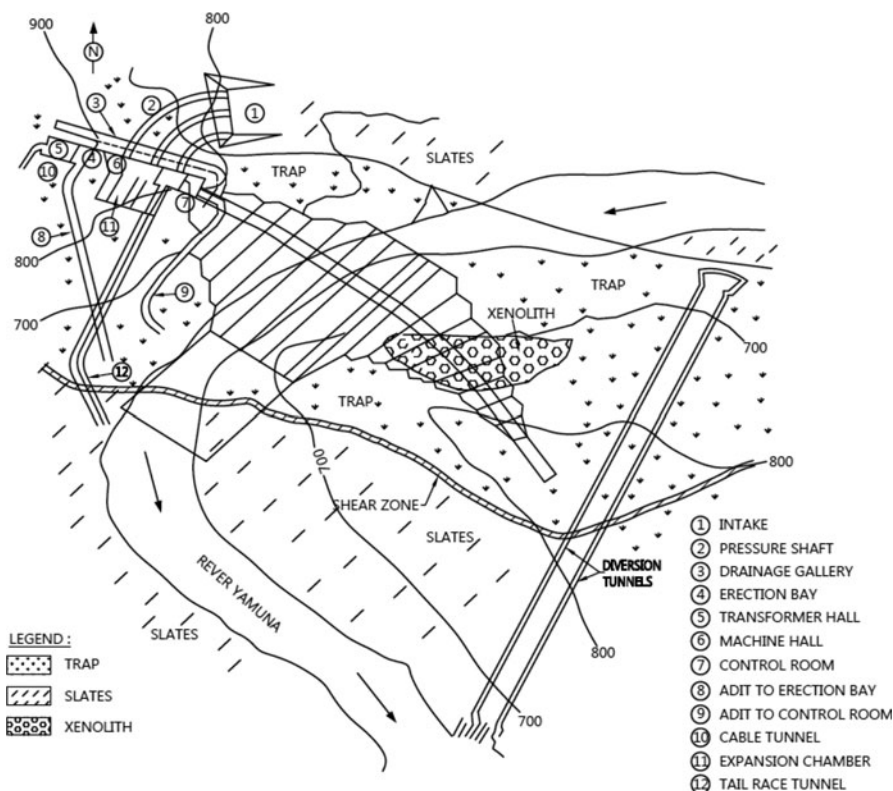 900
800
N
3
2
1
5
4
6
10
TRAP
SLATES
7
11
8
800
9
TRAP
XENOLITH
700
700
12
TRAP
700
800
SHEAR ZONE
SLATES
DIVERSION
TUNNELS
REVER YAMUNA
SLATES
800
700
LEGEND :
TRAP
SLATES
XENOLITH
1 INTAKE
2 PRESSURE SHAFT
3 DRAINAGE GALLERY
4 ERECTION BAY
5 TRANSFORMER HALL
6 MACHINE HALL
7 CONTROL ROOM
8 ADIT TO ERECTION BAY
9 ADIT TO CONTROL ROOM
10 CABLE TUNNEL
11 EXPANSION CHAMBER
12 TAIL RACE TUNNEL